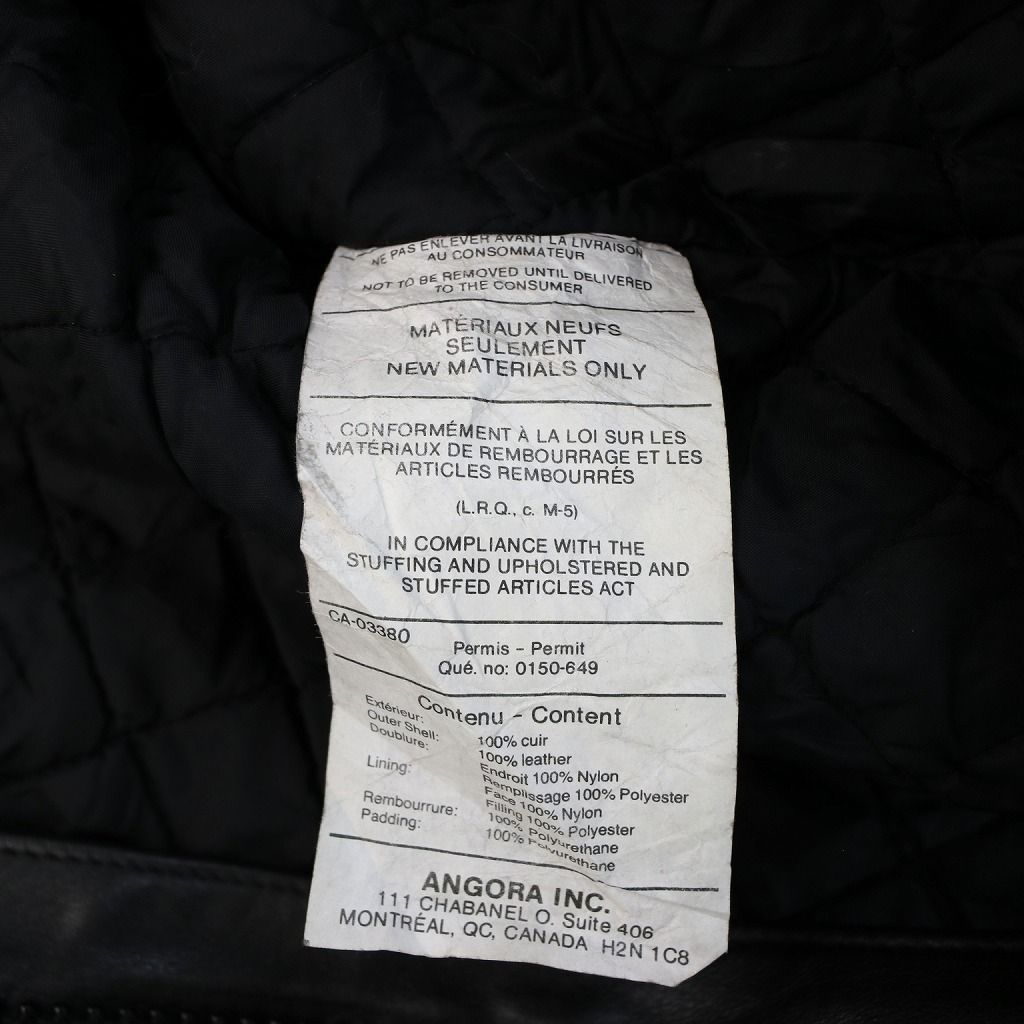 NE PAS ENLEVER AVANT LA LIVRAISON
AU CONSOMMATEUR
NOT TO BE REMOVED UNTIL DELIVERED
TO THE CONSUMER
MATÉRIAUX NEUFS
SEULEMENT
NEW MATERIALS ONLY
CONFORMÉMENT À LA LOI SUR LES
MATÉRIAUX DE REMBOURRAGE ET LES
ARTICLES REMBOURRÉS
(L.R.Q., c. M-5)
IN COMPLIANCE WITH THE
STUFFING AND UPHOLSTERED AND
STUFFED ARTICLES ACT
CA-03380
Permis - Permit
Qué. no: 0150-649
Contenu - Content
Extérieur: 100% cuir
Outer Shell: 100% leather
Doublure: Endroit 100% Nylon
Remplissage 100% Polyester
Lining: Face 100% Nylon
Filling 100% Polyester
Rembourrure: 100% Polyurethane
Padding: 100% Polyurethane
ANGORA INC.
111 CHABANEL O. Suite 406
MONTRÉAL, QC, CANADA H2N 1C8